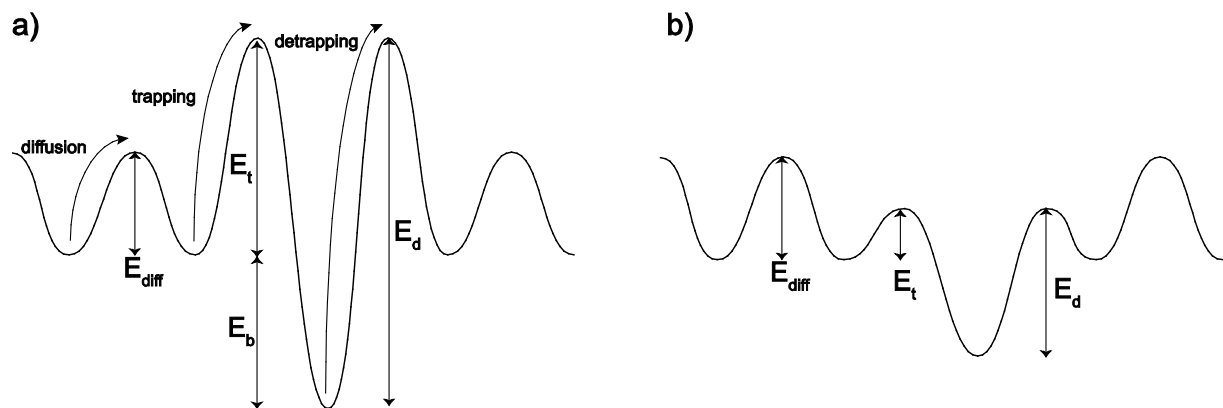 a)
b)
detrapping
trapping
diffusion
E_t
E_d
E_diff
E_b
E_diff
E_t
E_d